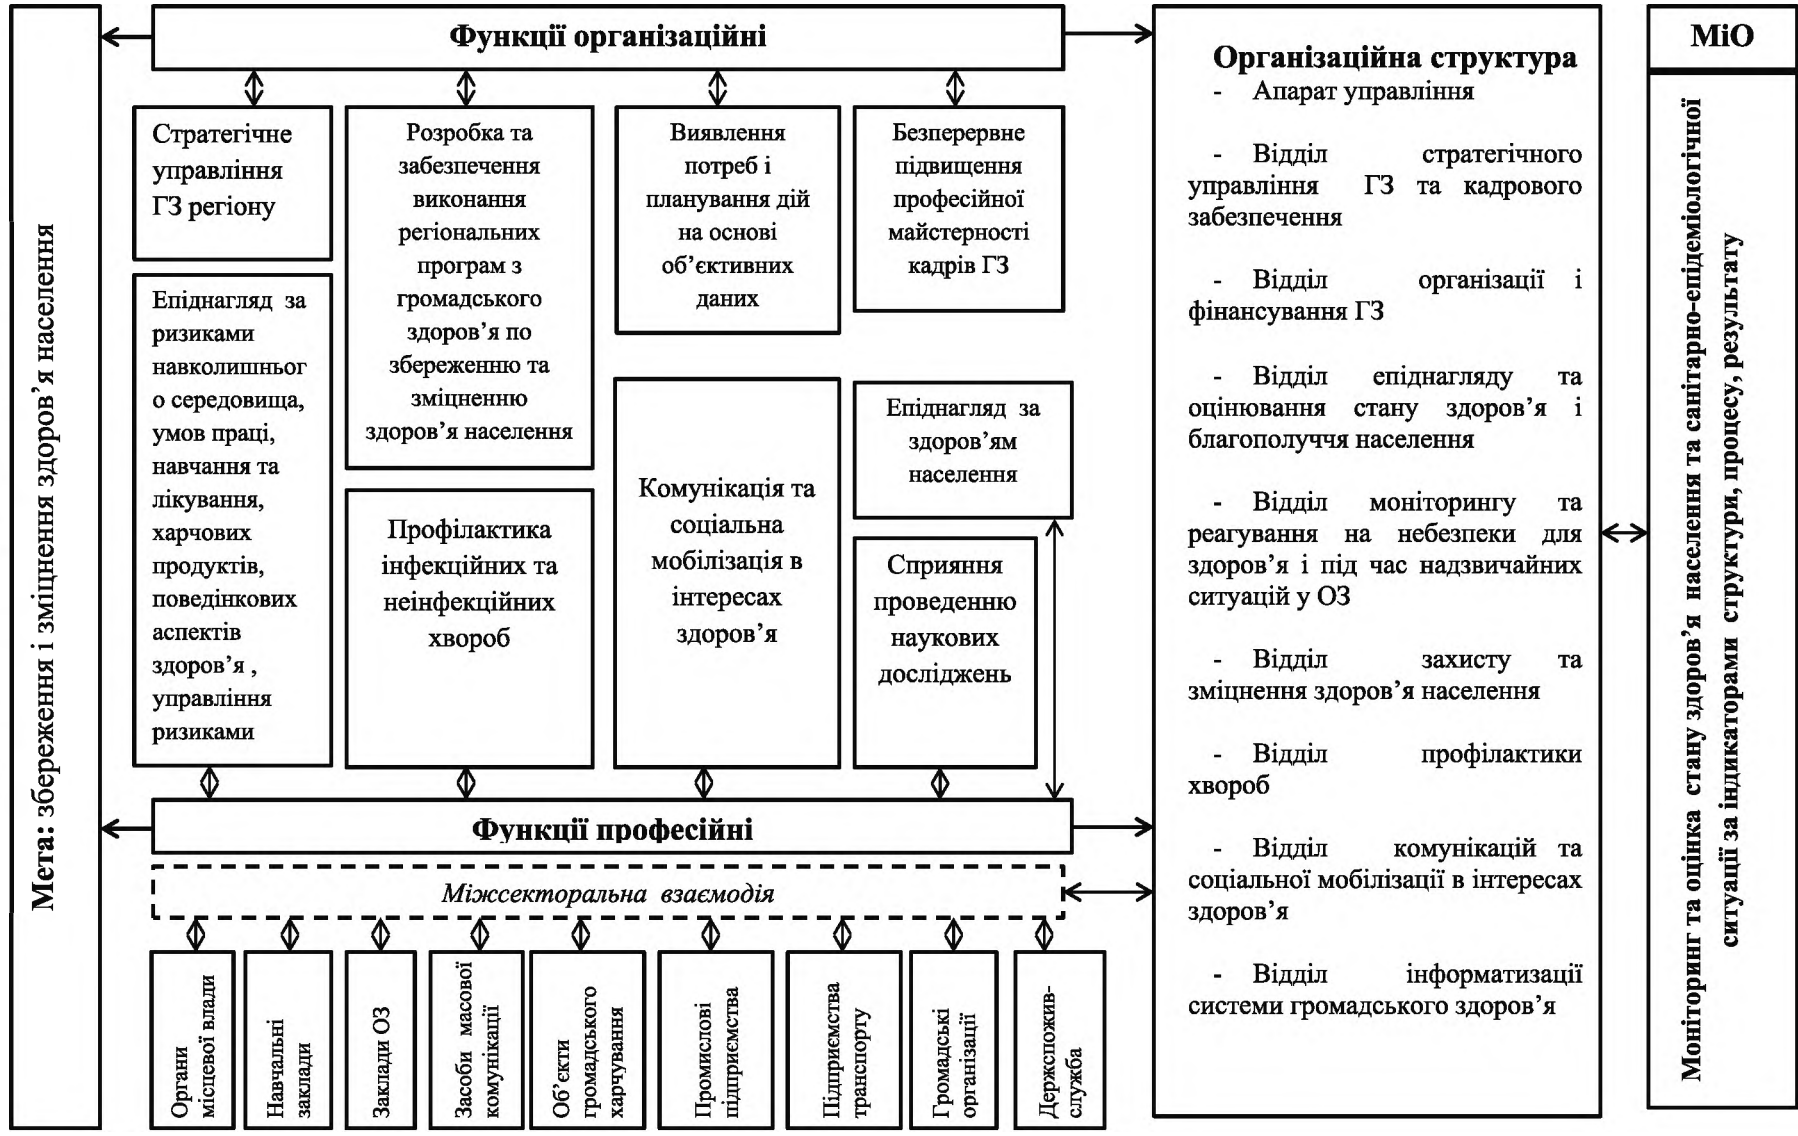 Мета: збереження і зміцнення здоров’я населення
Функції організаційні
Стратегічне
управління
ГЗ регіону
Розробка та
забезпечення
виконання
регіональних
програм з
громадського
здоров’я по
збереженню та
зміцненню
здоров’я населення
Виявлення
потреб і
планування дій
на основі
об’єктивних
даних
Безперервне
підвищення
професійної
майстерності
кадрів ГЗ
Епіднагляд за
ризиками
навколишньог
о середовища,
умов праці,
навчання та
лікування,
харчових
продуктів,
поведінкових
аспектів
здоров’я ,
управління
ризиками
Профілактика
інфекційних та
неінфекційних
хвороб
Комунікація та
соціальна
мобілізація в
інтересах
здоров’я
Епіднагляд за
здоров’ям
населення
Сприяння
проведенню
наукових
досліджень
Функції професійні
Міжсекторальна взаємодія
Органи
місцевої влади
Навчальні
заклади
Заклади ОЗ
Засоби масової
комунікації
Об’єкти
громадського
харчування
Промислові
підприємства
Підприємства
транспорту
Громадські
організації
Держспожив-
служба
Організаційна структура
- Апарат управління
- Відділ стратегічного
управління ГЗ та кадрового
забезпечення
- Відділ організації і
фінансування ГЗ
- Відділ епіднагляду та
оцінювання стану здоров’я і
благополуччя населення
- Відділ моніторингу та
реагування на небезпеки для
здоров’я і під час надзвичайних
ситуацій у ОЗ
- Відділ захисту та
зміцнення здоров’я населення
- Відділ профілактики
хвороб
- Відділ комунікацій та
соціальної мобілізації в інтересах
здоров’я
- Відділ інформатизації
системи громадського здоров’я
МіО
Моніторинг та оцінка стану здоров’я населення та санітарно-епідеміологічної
ситуації за індикаторами структури, процесу, результату